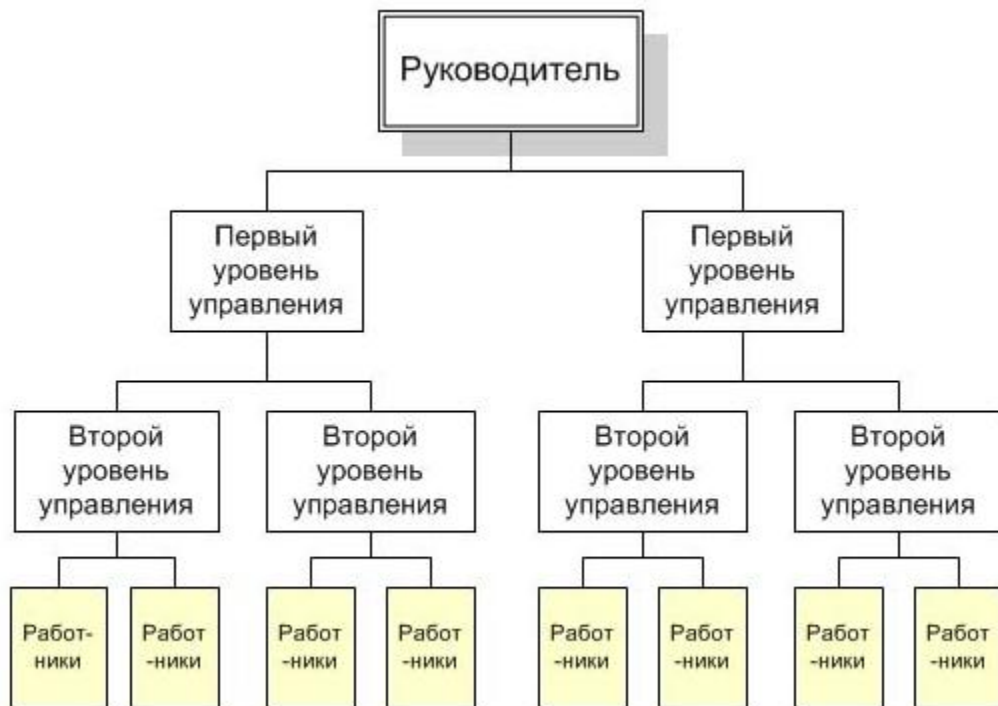 Руководитель
Первый
уровень
управления
Первый
уровень
управления
Второй
уровень
управления
Второй
уровень
управления
Второй
уровень
управления
Второй
уровень
управления
Работ-
ники
Работ
-ники
Работ
-ники
Работ
-ники
Работ
-ники
Работ
-ники
Работ
-ники
Работ
-ники